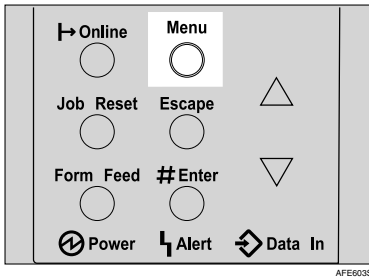 Online Menu
Job Reset Escape
Form Feed # Enter
Power Alert Data In
AFE603S